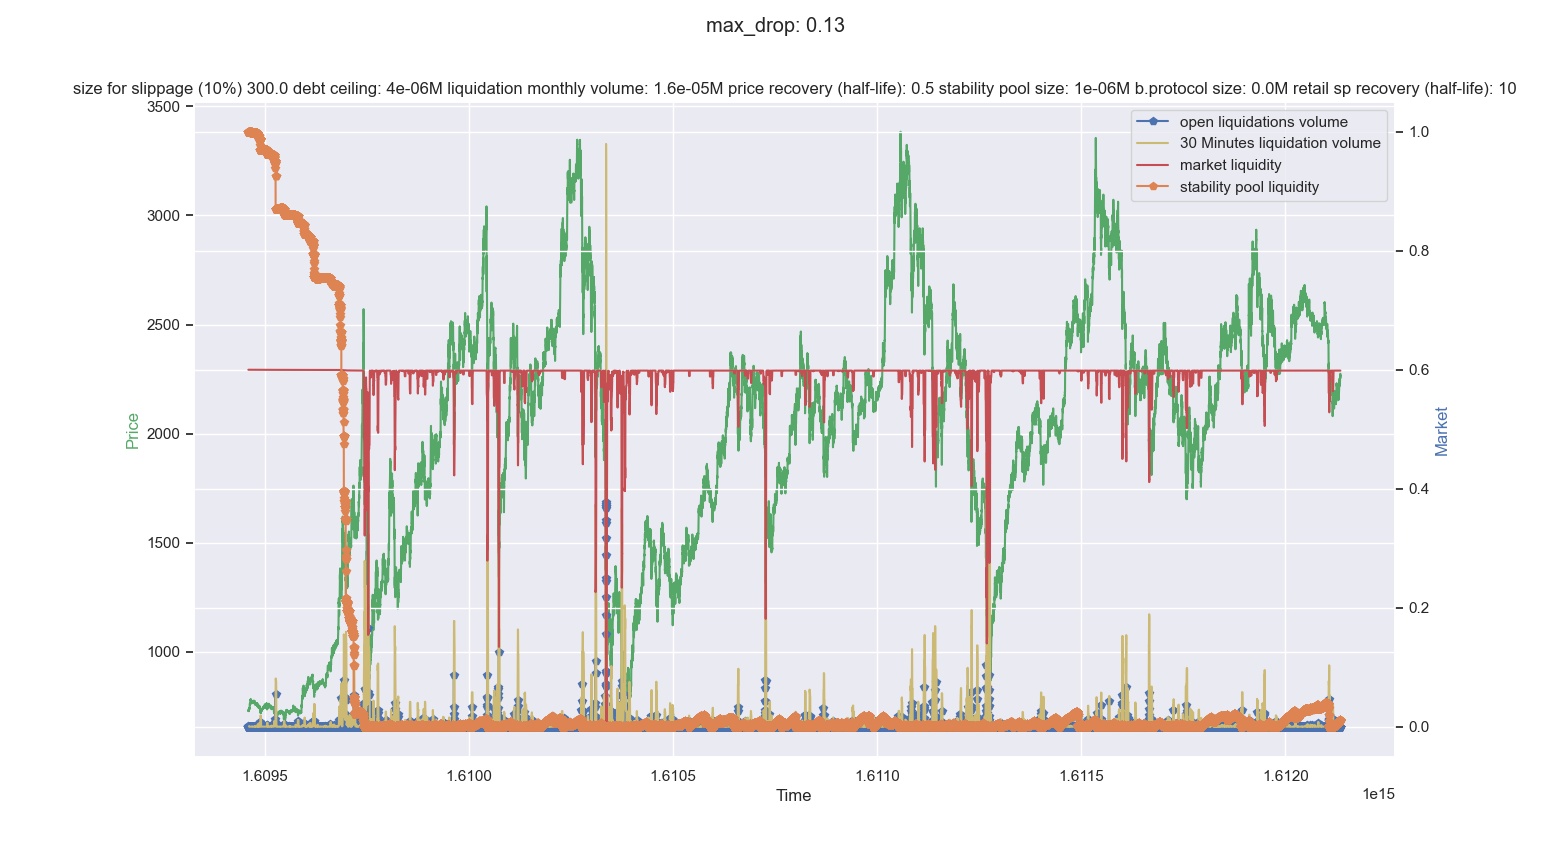 max_drop: 0.13
size for slippage (10%) 300.0 debt ceiling: 4e-06M liquidation monthly volume: 1.6e-05M price recovery (half-life): 0.5 stability pool size: 1e-06M b.protocol size: 0.0M retail sp recovery (half-life): 10
open liquidations volume
30 Minutes liquidation volume
market liquidity
stability pool liquidity
3500
3000
2500
2000
1500
1000
Price
1.0
0.8
0.6
0.4
0.2
0.0
Market
1.6095 1.6100 1.6105 1.6110 1.6115 1.6120
Time
1e15